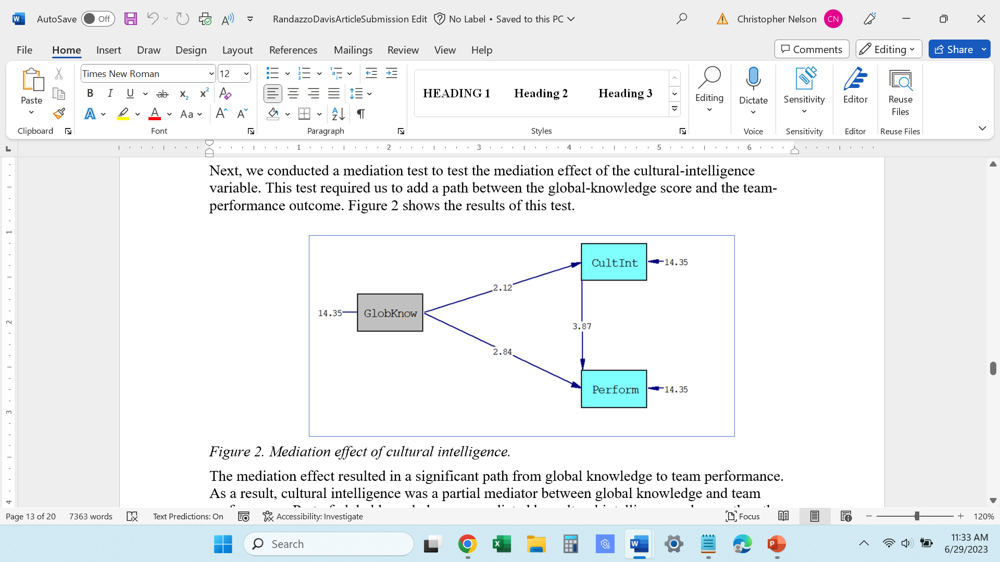 AutoSave Off RandazzoDavisArticleSubmission Edit No Label • Saved to this PC Christopher Nelson CN
File Home Insert Draw Design Layout References Mailings Review View Help Comments Editing Share
Paste
Clipboard
Times New Roman 12
Font
Paragraph
HEADING 1 Heading 2 Heading 3
Styles
Editing
Dictate
Voice
Sensitivity
Sensitivity
Editor
Editor
Reuse
Files
Reuse Files
1 2 3 4 5 6
Next, we conducted a mediation test to test the mediation effect of the cultural-intelligence
variable. This test required us to add a path between the global-knowledge score and the team-
performance outcome. Figure 2 shows the results of this test.
CultInt 14.35
2.12
14.35 GlobKnow
3.87
2.84
Perform 14.35
Figure 2. Mediation effect of cultural intelligence.
The mediation effect resulted in a significant path from global knowledge to team performance.
As a result, cultural intelligence was a partial mediator between global knowledge and team
1
2
3
4
Page 13 of 20 7363 words Text Predictions: On Accessibility: Investigate Focus 120%
Search
11:33 AM
6/29/2023